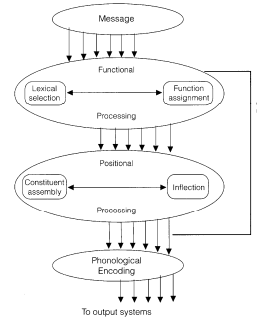 Message
Functional
Lexical
selection
Function
assignment
Processing
Positional
Constituent
assembly
Inflection
Processing
Phonological
Encoding
To output systems